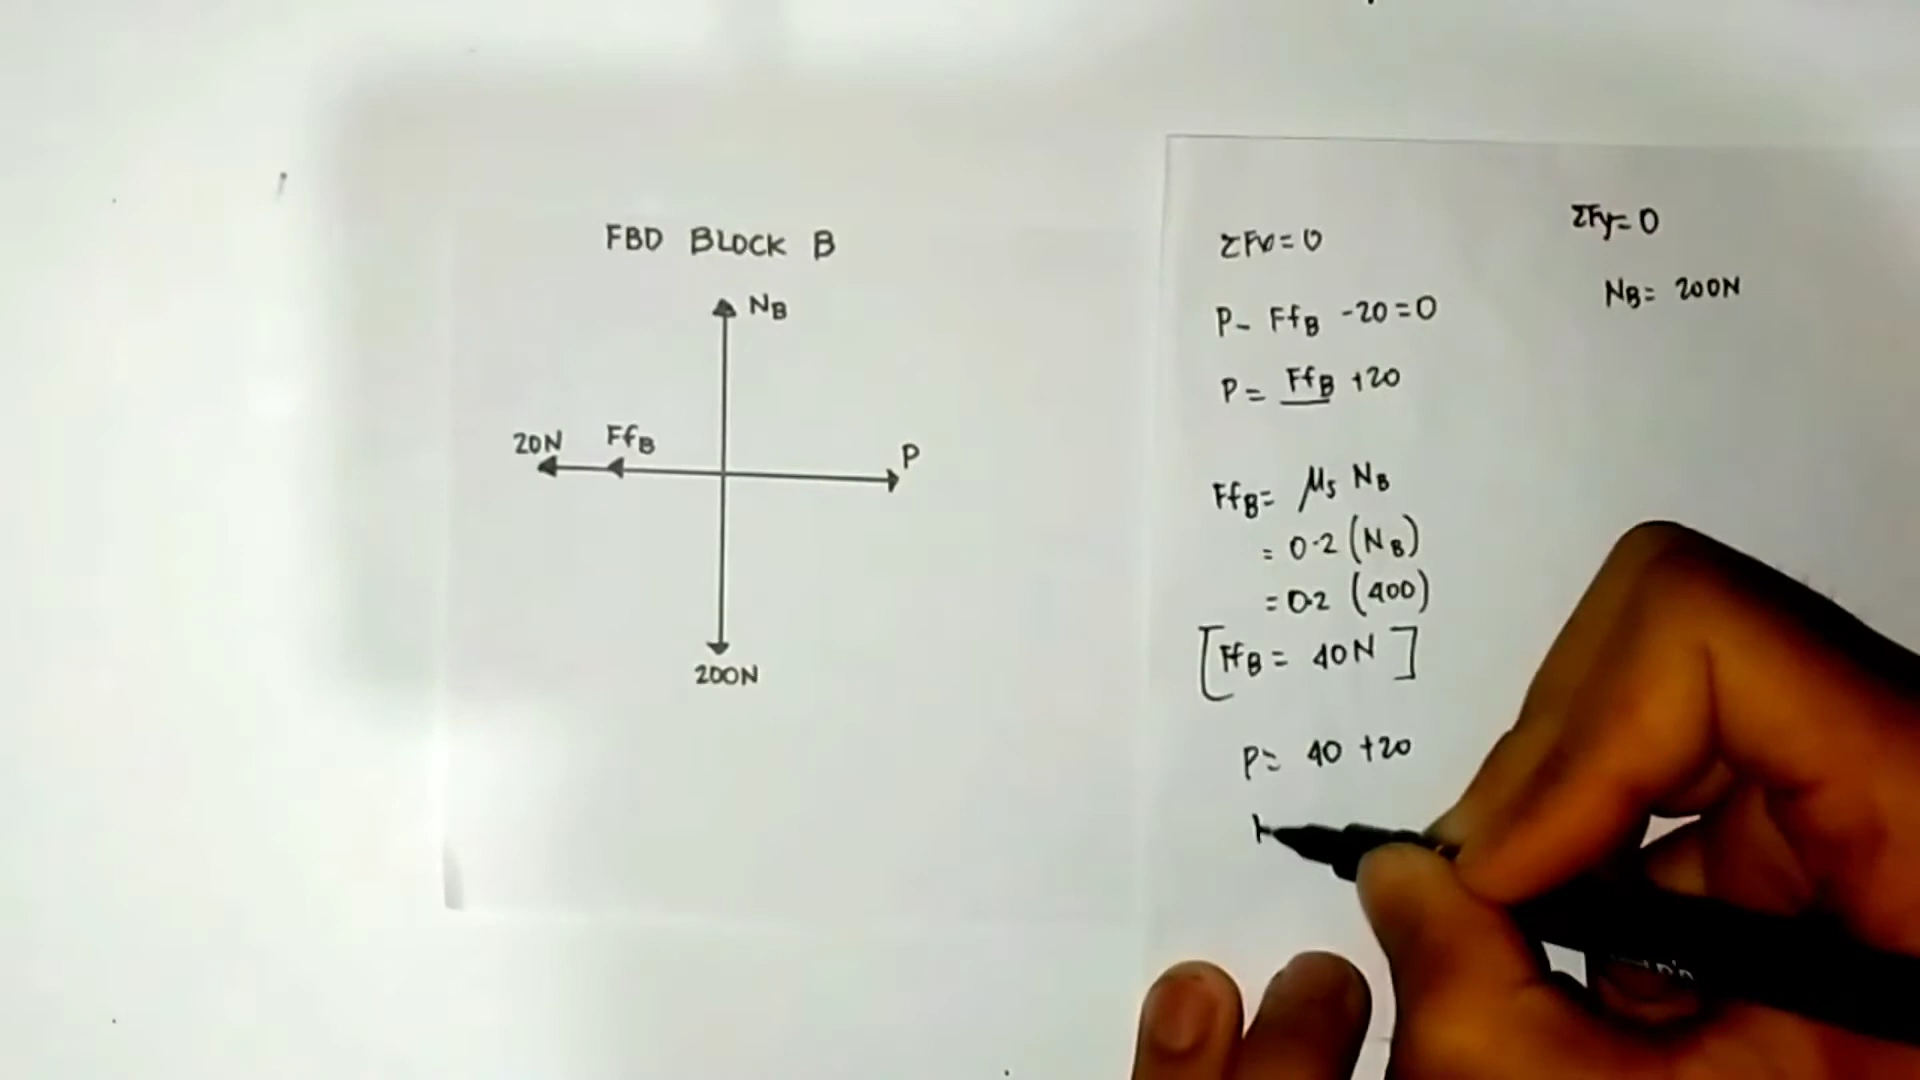 FBD BLOCK B
NB
20N FfB P
200N
ΣFx=0
P- FfB -20=0
P= FfB +20
FfB= μs NB
= 0.2 (NB)
=0.2 (400)
[FfB= 40N]
P= 40 +20
ΣFy=0
NB= 200N